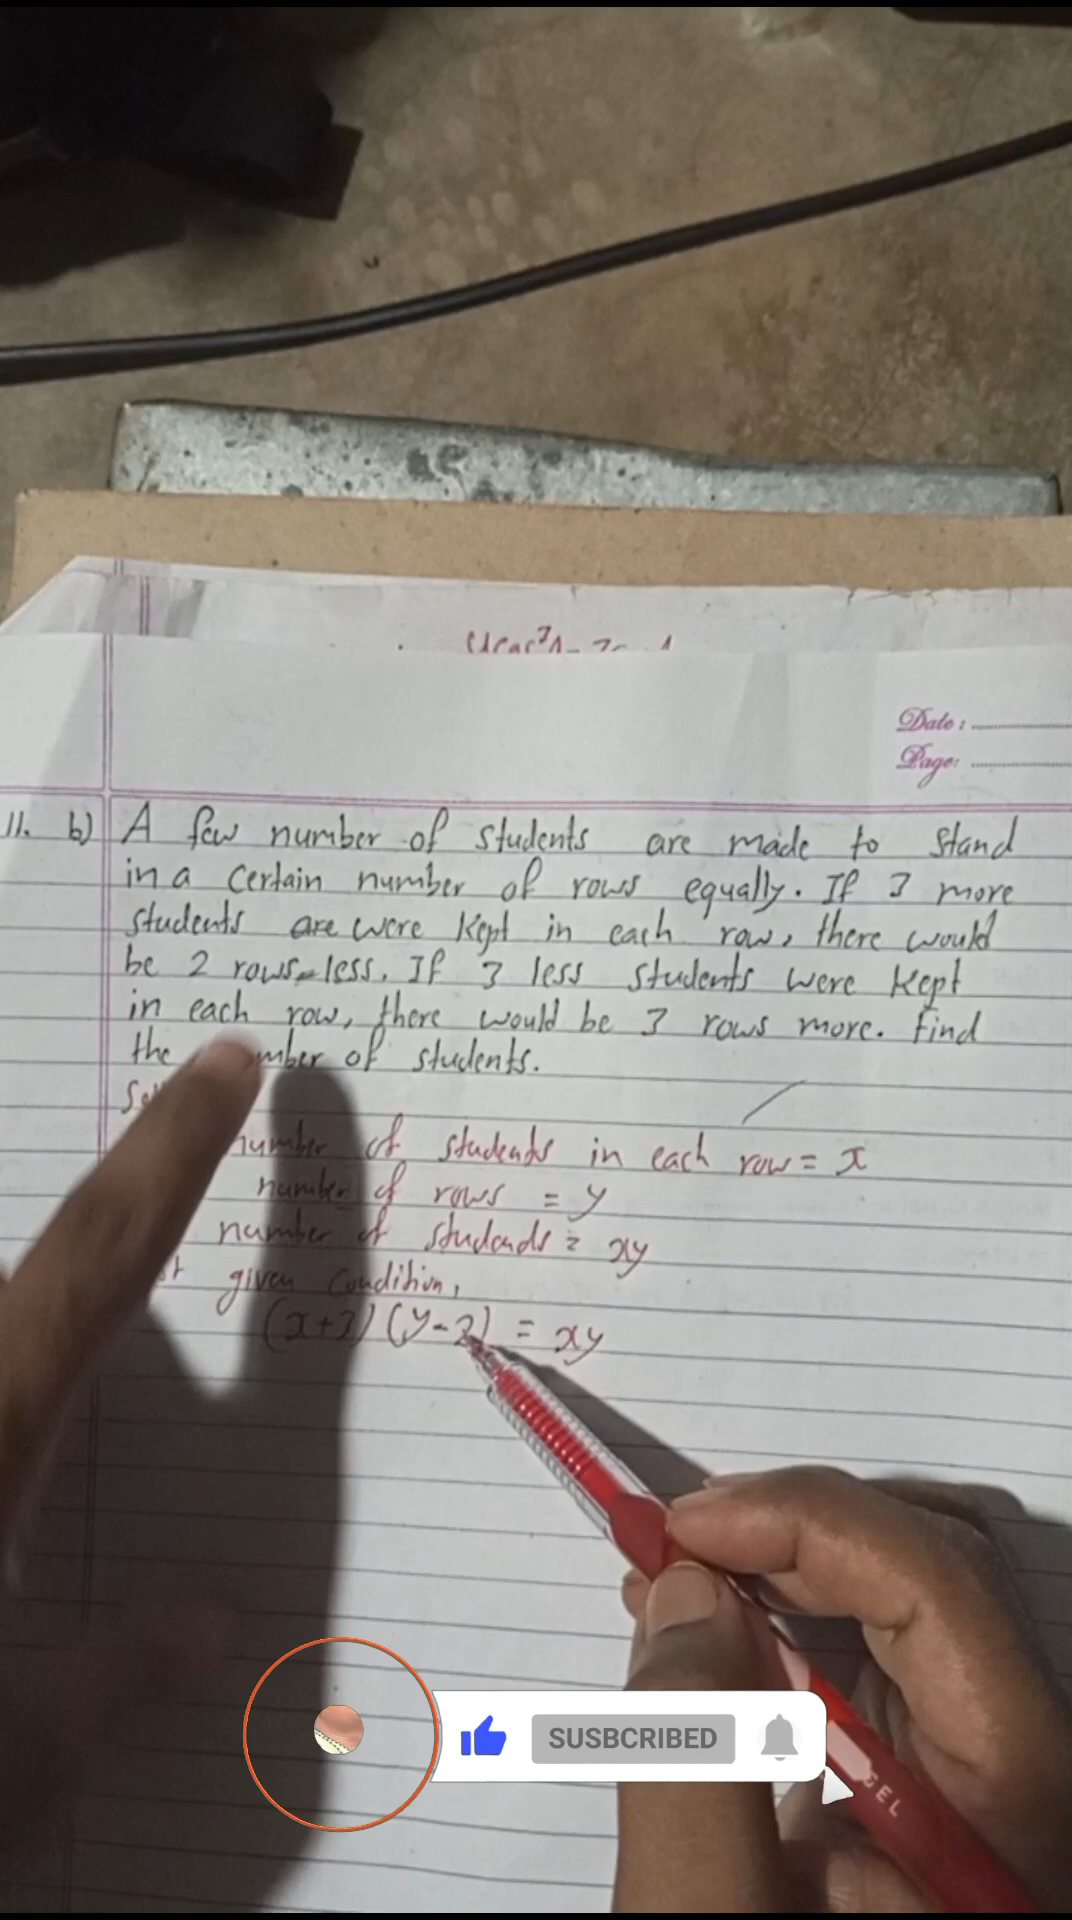 Date:
Page:
11. b) A few number of students are made to stand
in a certain number of rows equally. If 3 more
students are were kept in each row, there would
be 2 rows less. If 3 less students were kept
in each row, there would be 3 rows more. Find
the of students.
number of students in each row = x
number of rows = y
number of students = xy
given condition,
(x+3) (y-2) = xy
SUSBCRIBED
GEL